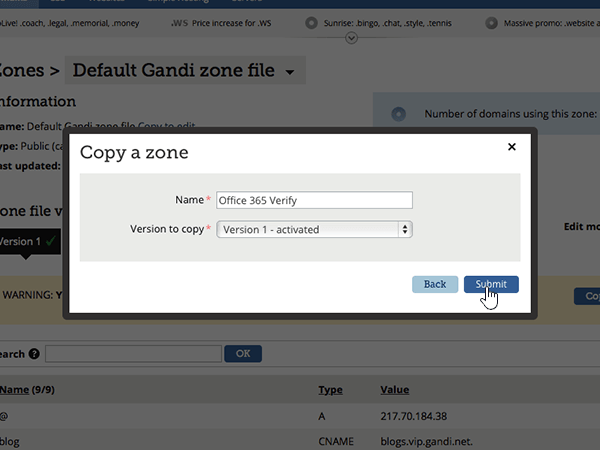 Live! .coach, .legal, .memorial, .money .WS Price increase for .WS Sunrise: .bingo, .chat, .style, .tennis Massive promo: .website a
Zones > Default Gandi zone file
nformation
Number of domains using this zone:
ame: Default Gandi zone file Copy to edit
ype: Public (ca
ast updated:
Copy a zone ×
Name * Office 365 Verify
Version to copy * Version 1 - activated
one file v
Edit mo
Version 1 ✓
Back Submit
WARNING: Y
Co
earch ? OK
Name (9/9) Type Value
@ A 217.70.184.38
blog CNAME blogs.vip.gandi.net.